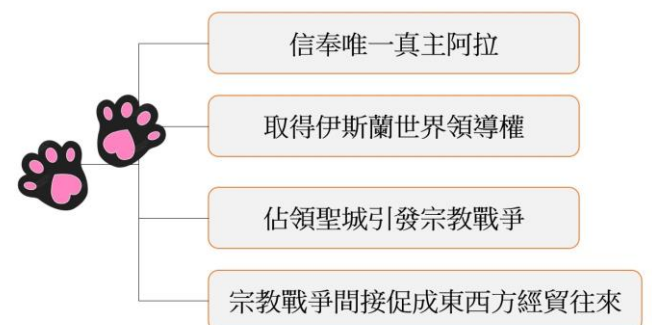 信奉唯一真主阿拉
取得伊斯蘭世界領導權
佔領聖城引發宗教戰爭
宗教戰爭間接促成東西方經貿往來